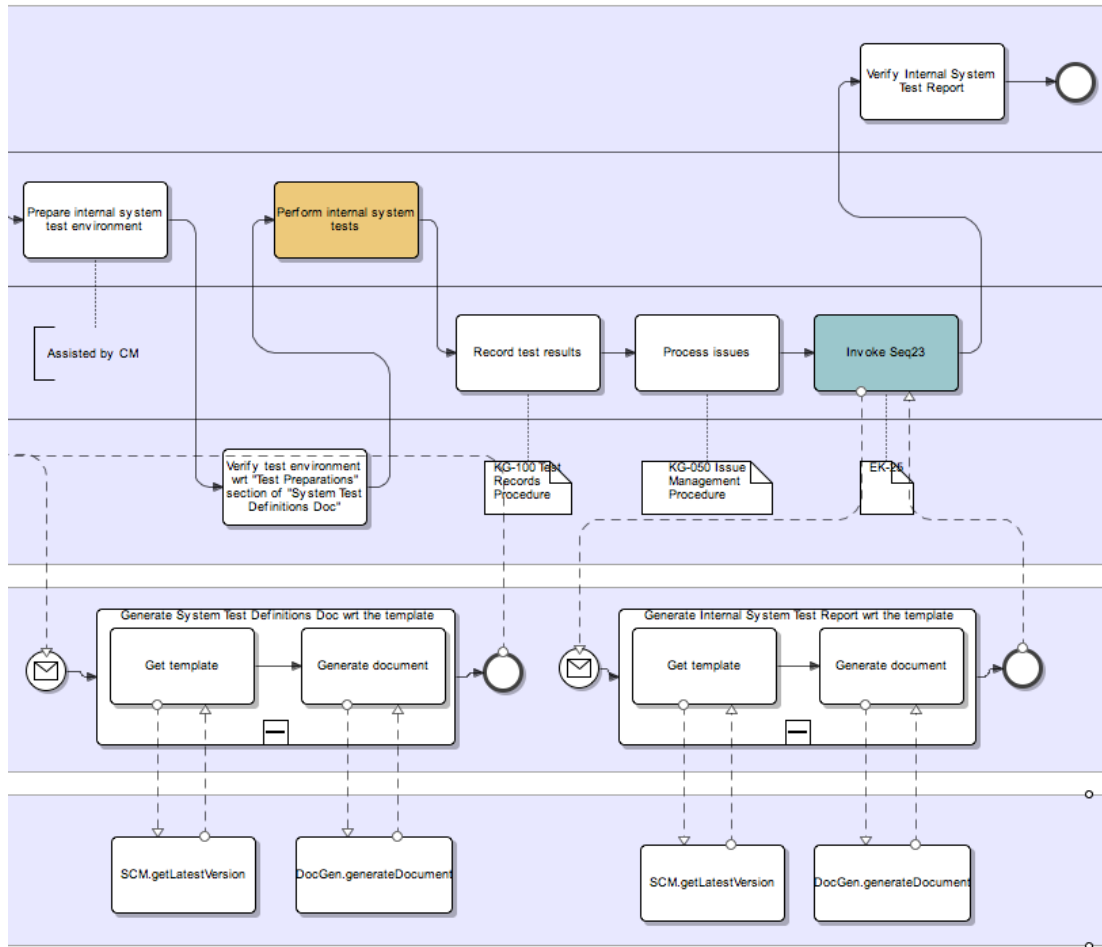 Verify Internal System
Test Report
Prepare internal system
test environment
Perform internal system
tests
Assisted by CM
Record test results
Process issues
Invoke Seq23
Verify test environment
wrt "Test Preparations"
section of "System Test
Definitions Doc"
KG-100 Test
Records
Procedure
KG-050 Issue
Management
Procedure
EK-26
Generate System Test Definitions Doc wrt the template
Get template
Generate document
Generate Internal System Test Report wrt the template
Get template
Generate document
SCM.getLatestVersion
DocGen.generateDocument
SCM.getLatestVersion
DocGen.generateDocument